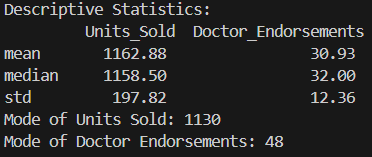 Descriptive Statistics:
Units_Sold Doctor_Endorsements
mean 1162.88 30.93
median 1158.50 32.00
std 197.82 12.36
Mode of Units Sold: 1130
Mode of Doctor Endorsements: 48